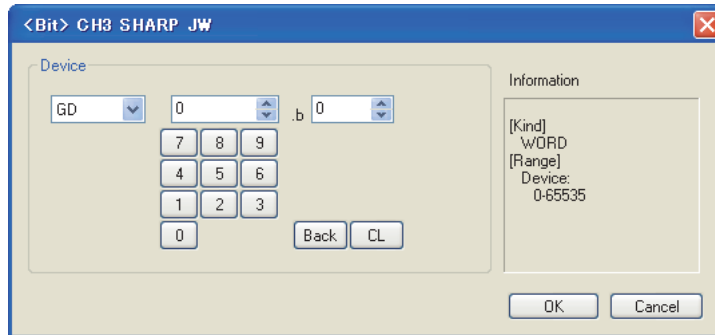 <Bit> CH3 SHARP JW
Device
GD 0 .b 0
7 8 9
4 5 6
1 2 3
0 Back CL
Information
[Kind]
WORD
[Range]
Device:
0-65535
OK Cancel